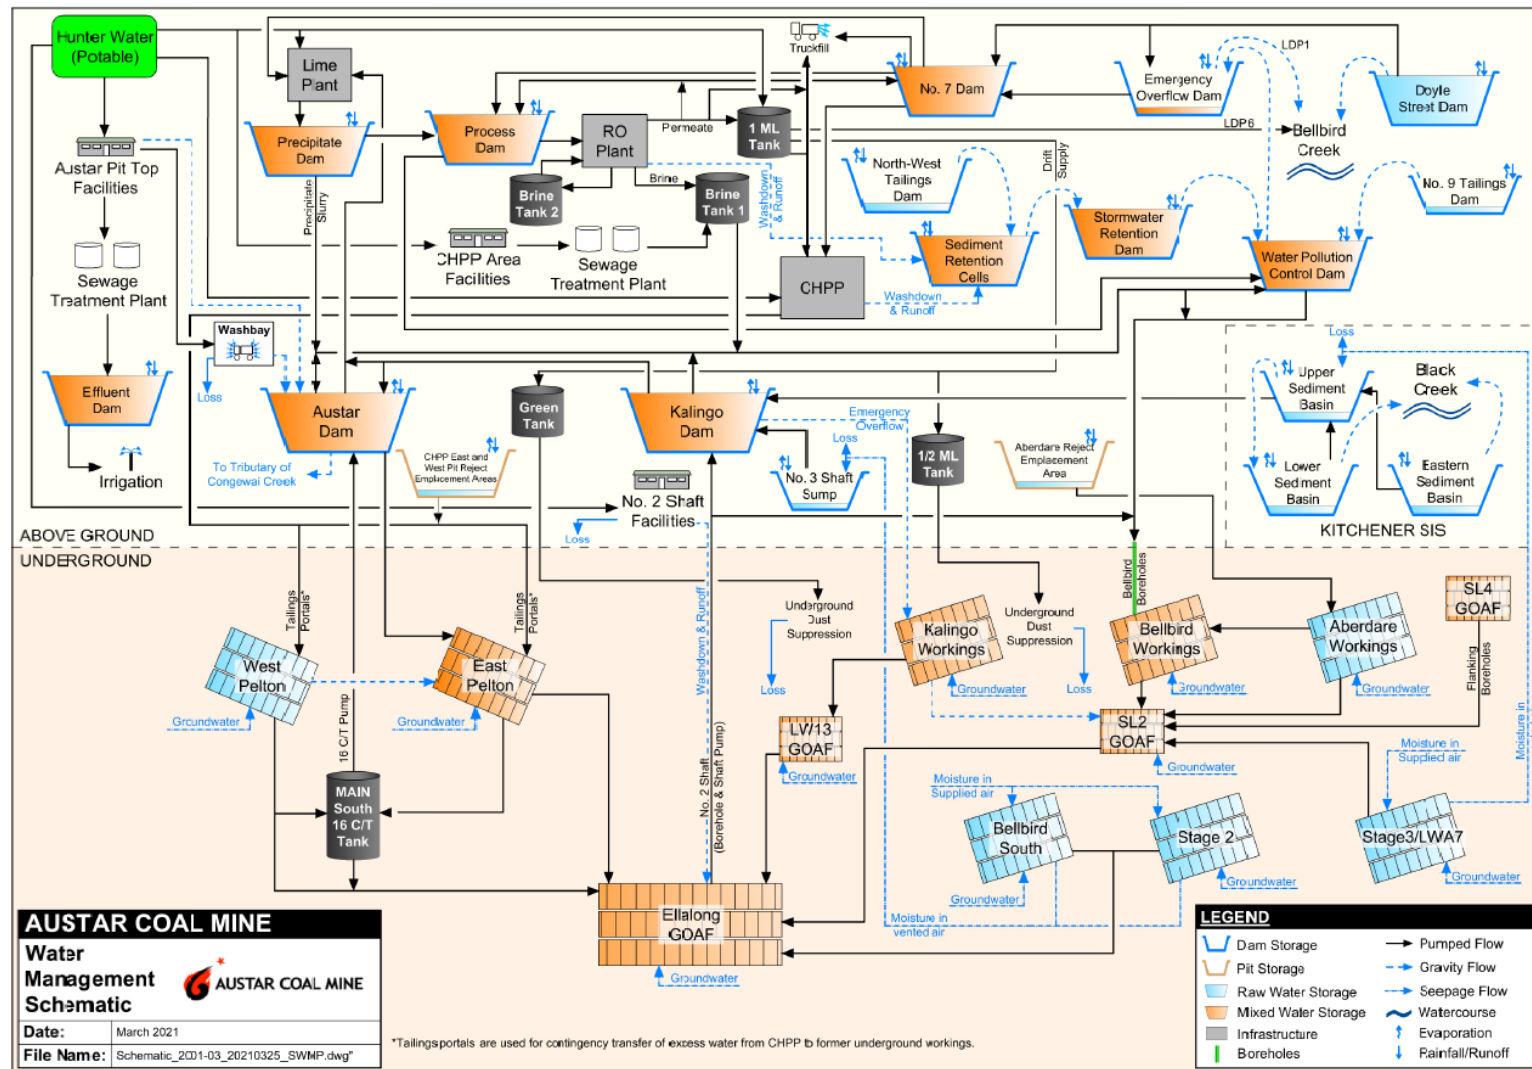 Hunter Water
(Potable)
Lime
Plant
Truckfill
No. 7 Dam
Emergency
Overflow Dam
LDP1
Doyle
Street Dam
Precipitate
Dam
Process
Dam
RO
Plant
Permeate
1 ML
Tank
LDP6
Bellbird
Creek
Austar Pit Top
Facilities
Precipitate
Slurry
Brine
Tank 2
Brine
Brine
Tank 1
Washdown
& Runoff
North-West
Tailings
Dam
Drift
Supply
No. 9 Tailings
Dam
Stormwater
Retention
Dam
Sediment
Retention
Cells
Water Pollution
Control Dam
CHPP Area
Facilities
Sewage
Treatment Plant
CHPP
Washdown
& Runoff
Sewage
Treatment Plant
Washbay
Loss
Loss
Upper
Sediment
Basin
Black
Creek
Effluent
Dam
Austar
Dam
Green
Tank
Kalingo
Dam
Emergency
Overflow
1/2 ML
Tank
Aberdare Reject
Emplacement
Area
Loss
No. 3 Shaft
Sump
Lower
Sediment
Basin
Eastern
Sediment
Basin
Irrigation
To Tributary of
Congewai Creek
CHPP East and
West Pit Reject
Emplacement Areas
No. 2 Shaft
Facilities
Loss
KITCHENER SIS
ABOVE GROUND
UNDERGROUND
Tailings
Portals*
Tailings
Portals*
Underground
Dust
Suppression
Loss
Washdown & Runoff
Kalingo
Workings
Groundwater
Underground
Dust
Suppression
Loss
Bellbird
Boreholes
Bellbird
Workings
Groundwater
Aberdare
Workings
Groundwater
SL4
GOAF
Flanking
Boreholes
Moisture in
West
Pelton
Groundwater
East
Pelton
Groundwater
16 C/T Pump
MAIN
South
16 C/T
Tank
No. 2 Shaft
(Borehole & Shaft Pump)
LW13
GOAF
Groundwater
SL2
GOAF
Groundwater
Moisture in
Supplied air
Moisture in
Supplied air
Bellbird
South
Groundwater
Stage 2
Groundwater
Stage3/LWA7
Groundwater
Moisture in
vented air
Ellalong
GOAF
Groundwater
AUSTAR COAL MINE
Water
Management
Schematic
AUSTAR COAL MINE
Date: March 2021
File Name: Schematic_2001-03_20210325_SWMP.dwg"
*Tailings portals are used for contingency transfer of excess water from CHPP to former underground workings.
LEGEND
Dam Storage
Pit Storage
Raw Water Storage
Mixed Water Storage
Infrastructure
Boreholes
Pumped Flow
Gravity Flow
Seepage Flow
Watercourse
Evaporation
Rainfall/Runoff